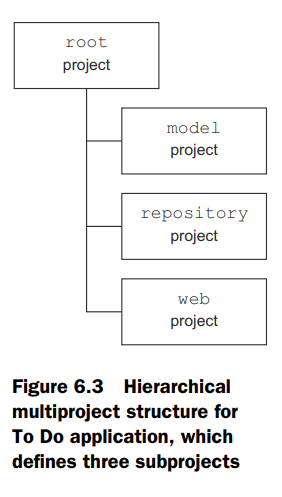 root
project
model
project
repository
project
web
project
Figure 6.3 Hierarchical
multiproject structure for
To Do application, which
defines three subprojects